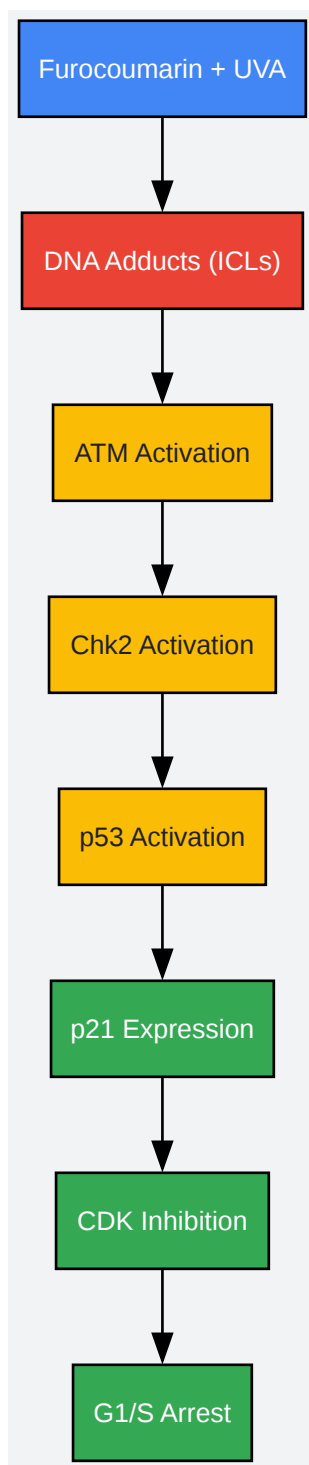 Furocoumarin + UVA
DNA Adducts (ICLs)
ATM Activation
Chk2 Activation
p53 Activation
p21 Expression
CDK Inhibition
G1/S Arrest